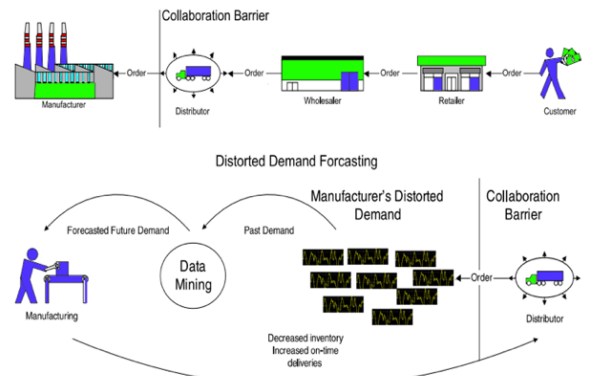 Collaboration Barrier
Order
Order
Order
Order
Manufacturer
Distributor
Wholesaler
Retailer
Customer
Distorted Demand Forcasting
Manufacturer's Distorted
Demand
Collaboration
Barrier
Forecasted Future Demand
Past Demand
Data
Mining
Order
Manufacturing
Distributor
Decreased inventory
Increased on-time
deliveries